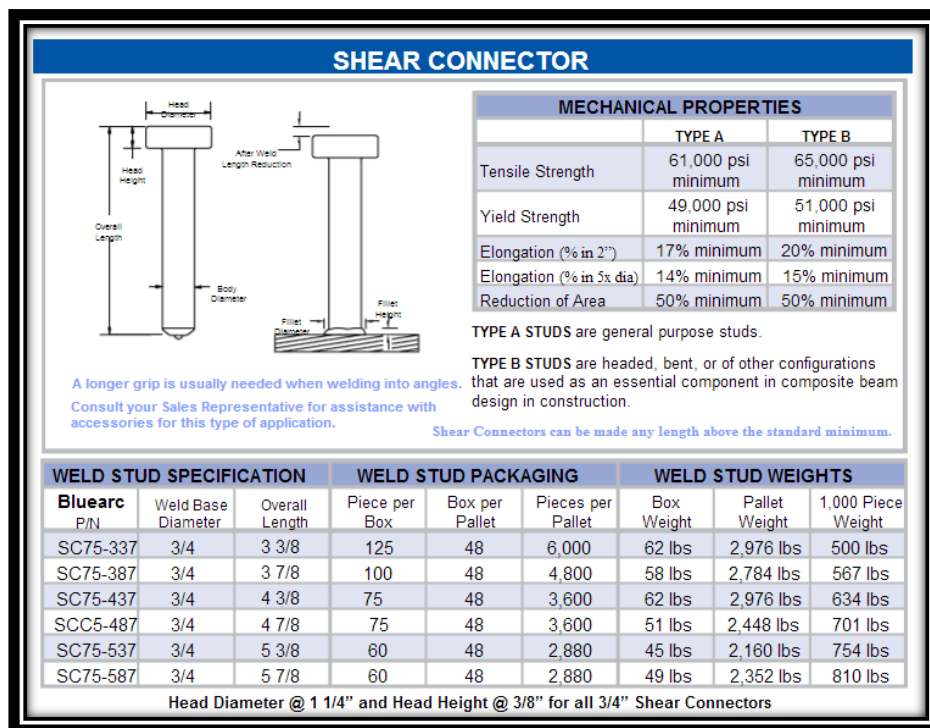 SHEAR CONNECTOR
Head
Diameter
Head
Height
Overall
Length
Body
Diameter
After Weld
Length Reduction
Fillet
Height
Fillet
Diameter
A longer grip is usually needed when welding into angles.
Consult your Sales Representative for assistance with
accessories for this type of application.
MECHANICAL PROPERTIES
TYPE A TYPE B
Tensile Strength 61,000 psi minimum 65,000 psi minimum
Yield Strength 49,000 psi minimum 51,000 psi minimum
Elongation (% in 2") 17% minimum 20% minimum
Elongation (% in 5x dia) 14% minimum 15% minimum
Reduction of Area 50% minimum 50% minimum
TYPE A STUDS are general purpose studs.
TYPE B STUDS are headed, bent, or of other configurations
that are used as an essential component in composite beam
design in construction.
Shear Connectors can be made any length above the standard minimum.
WELD STUD SPECIFICATION WELD STUD PACKAGING WELD STUD WEIGHTS
Bluearc P/N Weld Base Diameter Overall Length Piece per Box Box per Pallet Pieces per Pallet Box Weight Pallet Weight 1,000 Piece Weight
SC75-337 3/4 3 3/8 125 48 6,000 62 lbs 2,976 lbs 500 lbs
SC75-387 3/4 3 7/8 100 48 4,800 58 lbs 2,784 lbs 567 lbs
SC75-437 3/4 4 3/8 75 48 3,600 62 lbs 2,976 lbs 634 lbs
SCC5-487 3/4 4 7/8 75 48 3,600 51 lbs 2,448 lbs 701 lbs
SC75-537 3/4 5 3/8 60 48 2,880 45 lbs 2,160 lbs 754 lbs
SC75-587 3/4 5 7/8 60 48 2,880 49 lbs 2,352 lbs 810 lbs
Head Diameter @ 1 1/4” and Head Height @ 3/8” for all 3/4” Shear Connectors